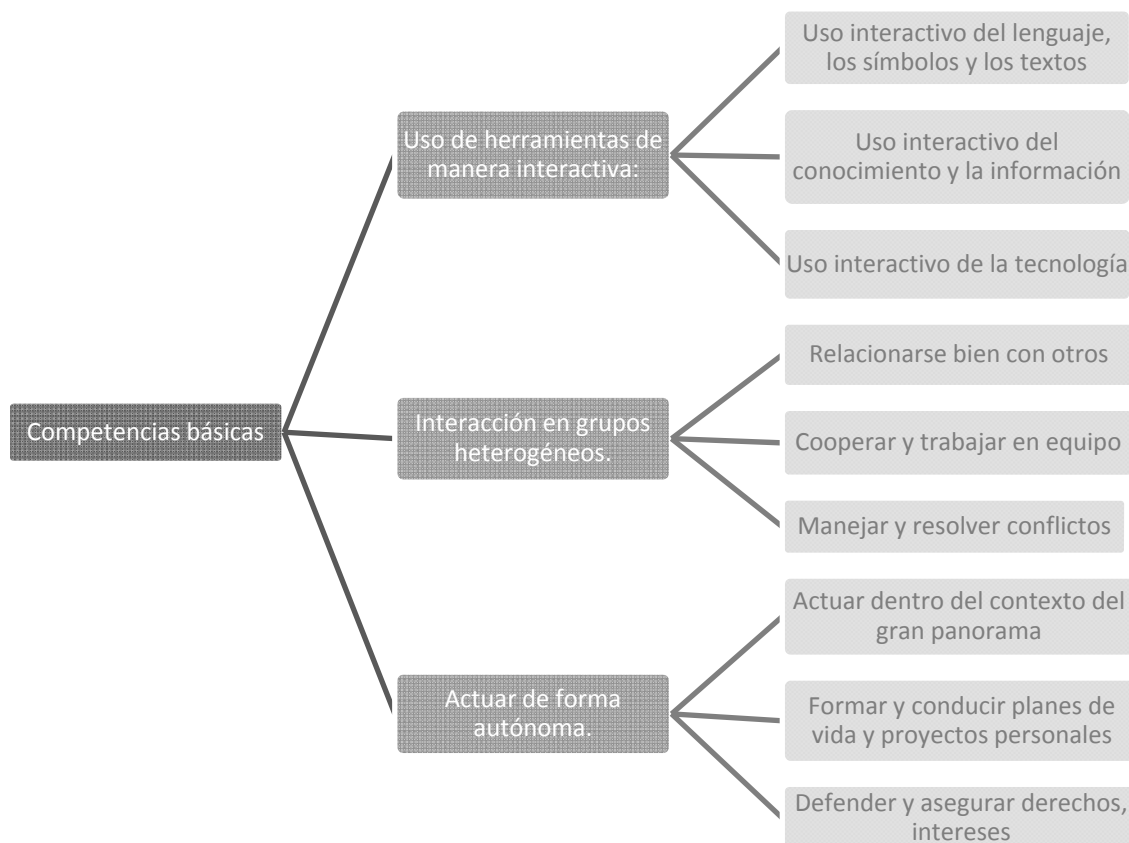 Competencias básicas
Uso de herramientas de
manera interactiva:
Uso interactivo del lenguaje,
los símbolos y los textos
Uso interactivo del
conocimiento y la información
Uso interactivo de la tecnología
Interacción en grupos
heterogéneos.
Relacionarse bien con otros
Cooperar y trabajar en equipo
Manejar y resolver conflictos
Actuar de forma
autónoma.
Actuar dentro del contexto del
gran panorama
Formar y conducir planes de
vida y proyectos personales
Defender y asegurar derechos,
intereses